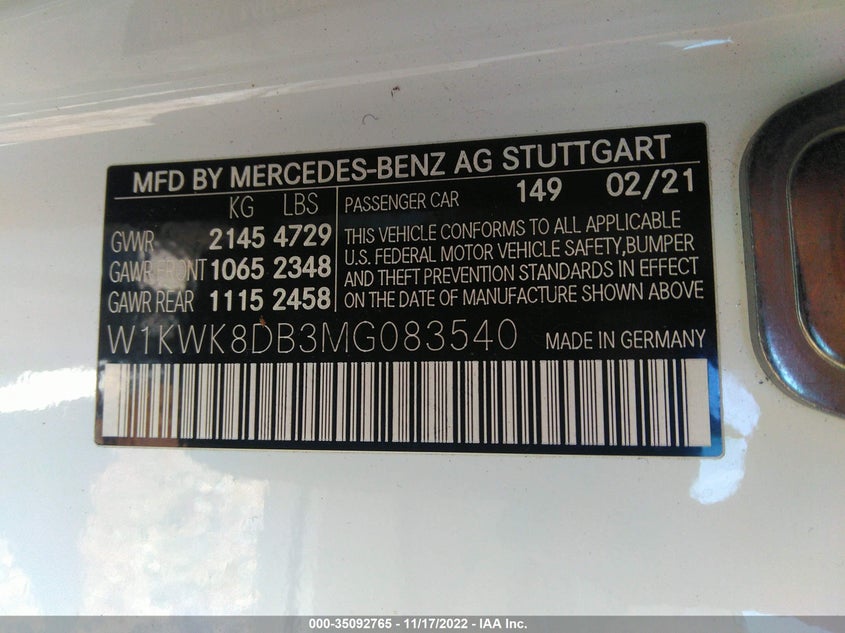 MFD BY MERCEDES-BENZ AG STUTTGART
KG LBS
GVWR 2145 4729
GAWR FRONT 1065 2348
GAWR REAR 1115 2458
PASSENGER CAR 149 02/21
THIS VEHICLE CONFORMS TO ALL APPLICABLE
U.S. FEDERAL MOTOR VEHICLE SAFETY,BUMPER
AND THEFT PREVENTION STANDARDS IN EFFECT
ON THE DATE OF MANUFACTURE SHOWN ABOVE
W1KWK8DB3MG083540 MADE IN GERMANY
000-35092765 - 11/17/2022 - IAA Inc.